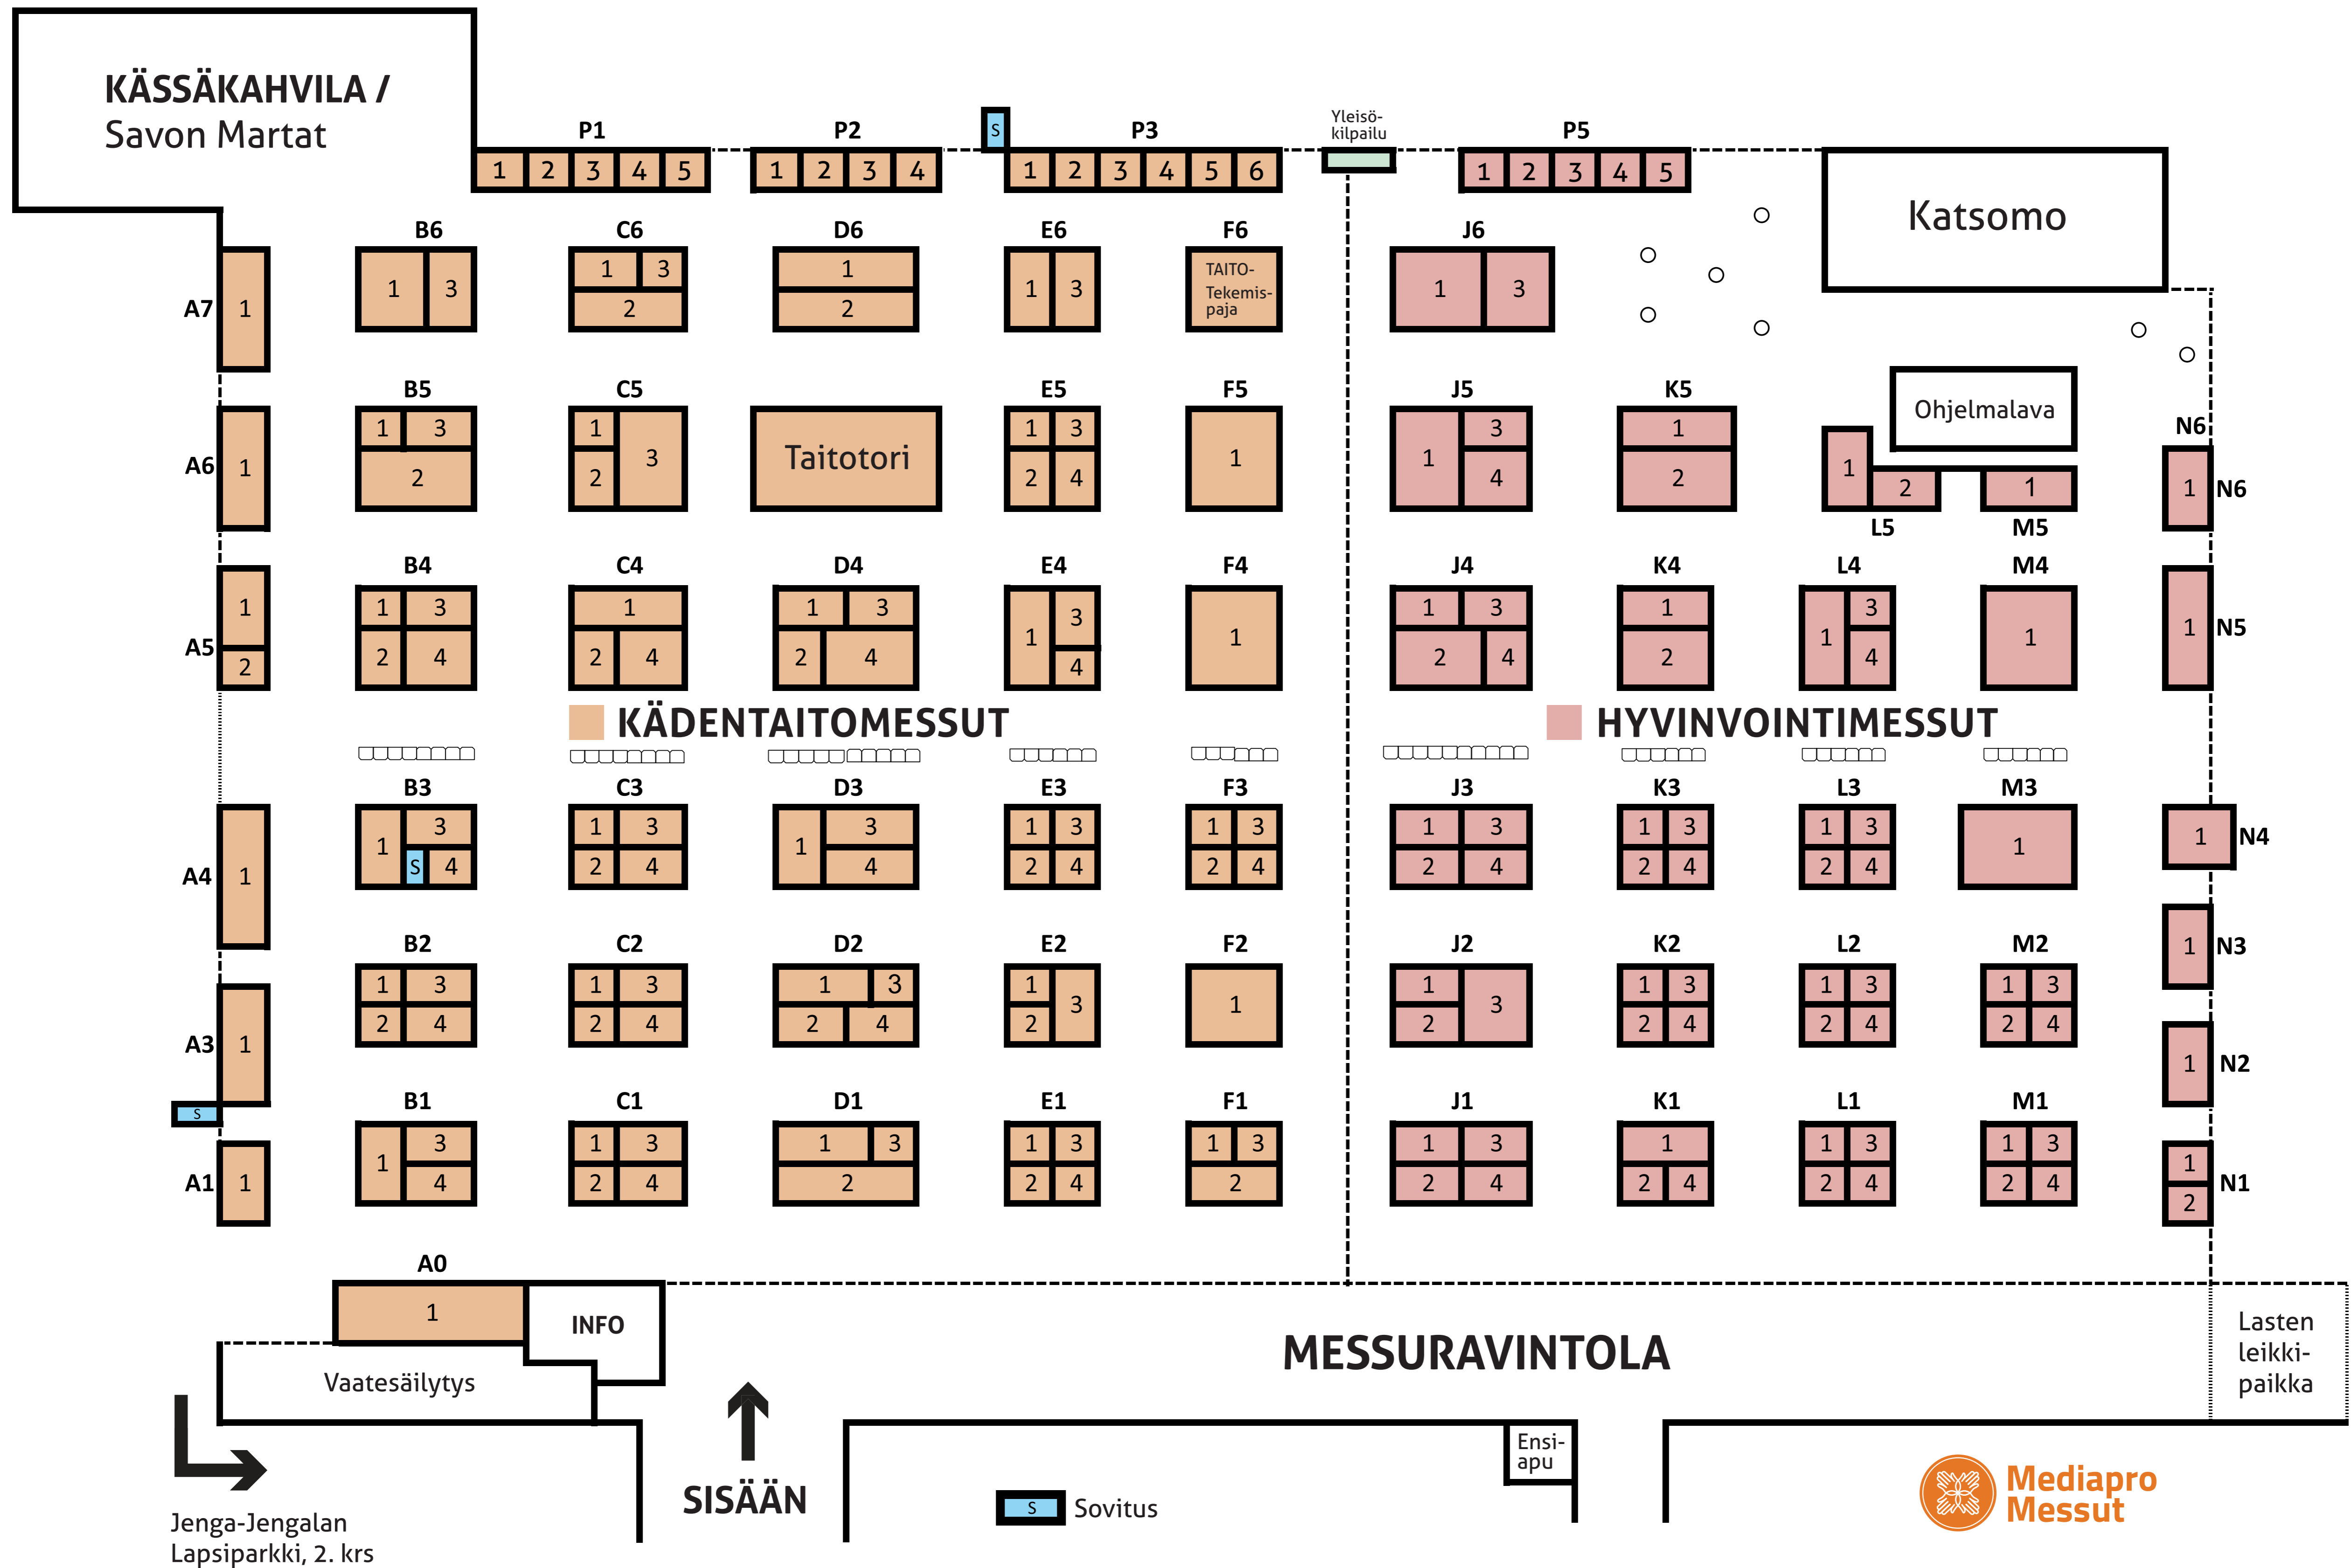 KÄSSÄKAHVILA /
Savon Martat
P1 P2 S P3 Yleisö-
kilpailu P5
1 2 3 4 5 1 2 3 4 1 2 3 4 5 6 1 2 3 4 5
Katsomo
B6 C6 D6 E6 F6 J6
A7 1 1 3 1 3 2 1 2 1 3 TAITO-
Tekemis-
paja 1 3
B5 C5 D5 E5 F5 J5 K5
A6 1 1 3 2 1 2 3 Taitotori 1 3 2 4 1 1 3 4 1 2
Ohjelmalava
N6
1 2 1 1 N6
L5 M5
B4 C4 D4 E4 F4 J4 K4 L4 M4
A5 1 2 1 3 2 4 1 2 4 1 3 2 4 1 3 4 1 1 3 2 4 1 2 1 3 4 1 1 N5
KÄDENTAITOMESSUT
HYVINVOINTIMESSUT
B3 C3 D3 E3 F3 J3 K3 L3 M3
A4 1 1 3 S 4 1 3 2 4 1 3 4 1 3 2 4 1 3 2 4 1 3 2 4 1 3 2 4 1 3 2 4 1 1 N4
B2 C2 D2 E2 F2 J2 K2 L2 M2
1 N3
A3 1 1 3 2 4 1 3 2 4 1 3 2 4 1 2 3 1 1 2 3 1 3 2 4 1 3 2 4 1 3 2 4
1 N2
S
B1 C1 D1 E1 F1 J1 K1 L1 M1
A1 1 1 3 4 1 3 2 4 1 3 2 1 3 2 4 1 3 2 1 3 2 4 1 2 4 1 3 2 4 1 3 2 4 1 2 N1
A0
1 INFO
Vaatesäilytys
MESSURAVINTOLA
Lasten
leikki-
paikka
SISÄÄN
Jenga-Jengalan
Lapsiparkki, 2. krs
S Sovitus
Ensi-
apu
Mediapro
Messut